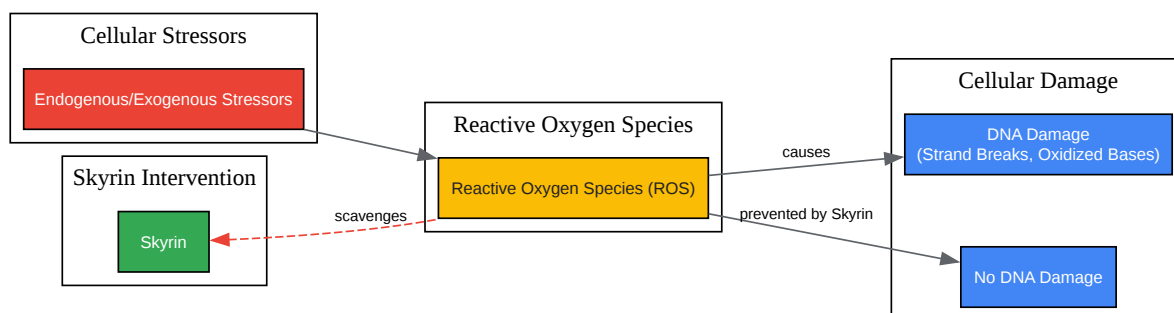 Cellular Stressors
Endogenous/Exogenous Stressors
Skyrin Intervention
Skyrin
scavenges
Reactive Oxygen Species
Reactive Oxygen Species (ROS)
causes
prevented by Skyrin
Cellular Damage
DNA Damage
(Strand Breaks, Oxidized Bases)
No DNA Damage